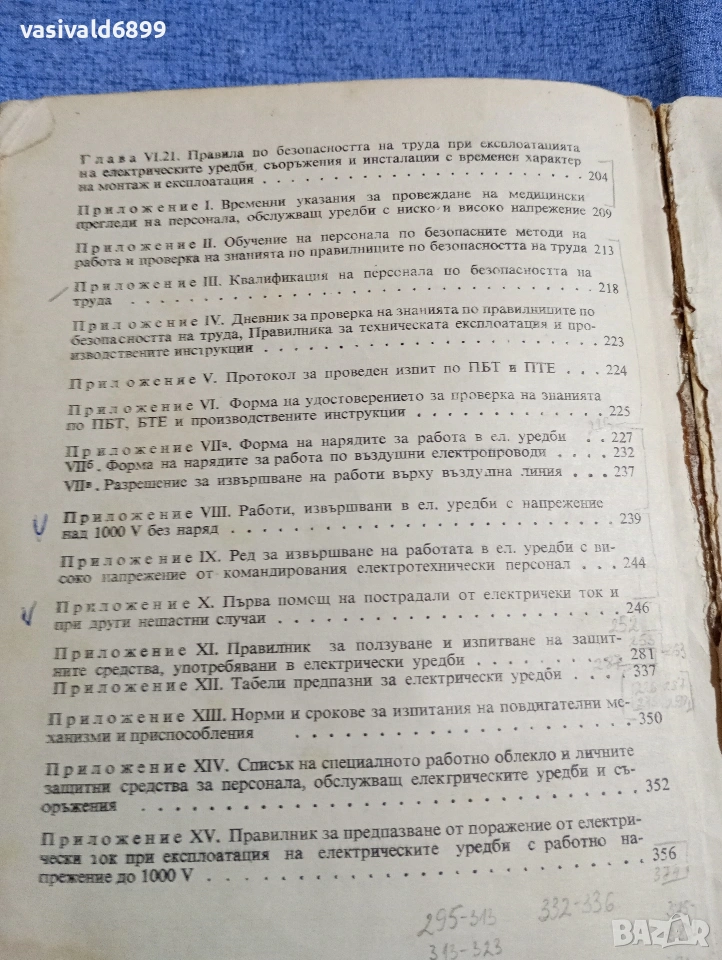 vasivald6899
Глава VI.21. Правила по безопасността на труда при експлоатацията
на електрическите уредби, съоръжения и инсталации с временен характер
на монтаж и експлоатация . . . . . . . . . . . . . . . . . . . . 204
Приложение I. Временни указания за провеждане на медицински
прегледи на персонала, обслужващ уредби с ниско и високо напрежение 209
Приложение II. Обучение на персонала по безопасните методи на
работа и проверка на знанията по правилниците по безопасността на труда 213
Приложение III. Квалификация на персонала по безопасността на
труда . . . . . . . . . . . . . . . . . . . . 218
Приложение IV. Дневник за проверка на знанията по правилниците по
безопасността на труда, Правилника за техническата експлоатация и про-
изводствените инструкции . . . . . . . . . . . . . . . . . . . . 223
Приложение V. Протокол за проведен изпит по ПБТ и ПТЕ . . . 224
Приложение VI. Форма на удостоверението за проверка на знанията
по ПБТ, БТЕ и производствените инструкции . . . . . . . . . . . 225
Приложение VIIа. Форма на нарядите за работа в ел. уредби . . 227
VIIб. Форма на нарядите за работа по въздушни електропроводи . . . 232
VIIв. Разрешение за извършване на работи върху въздушна линия . . . 237
Приложение VIII. Работи, извършвани в ел. уредби с напрежение
над 1000 V без наряд . . . . . . . . . . . . . . . . . . . . 239
Приложение IX. Ред за извършване на работата в ел. уредби с ви-
соко напрежение от командирования електротехнически персонал . . . 244
Приложение X. Първа помощ на пострадали от електрически ток и
при други нещастни случаи . . . . . . . . . . . . . . . . . . . . 246
252
Приложение XI. Правилник за ползуване и изпитване на защит-
ните средства, употребявани в електрически уредби . . . . . . . . 281
Приложение XII. Табели предпазни за електрически уредби . . . . 337
Приложение XIII. Норми и срокове за изпитания на повдигателни ме-
ханизми и приспособления . . . . . . . . . . . . . . . . . . . . 350
Приложение XIV. Списък на специалното работно облекло и личните
защитни средства за персонала, обслужващ електрическите уредби и съ-
оръжения . . . . . . . . . . . . . . . . . . . . 352
Приложение XV. Правилник за предпазване от поражение от електри-
чески ток при експлоатация на електрическите уредби с работно на-
прежение до 1000 V . . . . . . . . . . . . . . . . . . . . 356
295-313 332-336
313-323
BAZAR